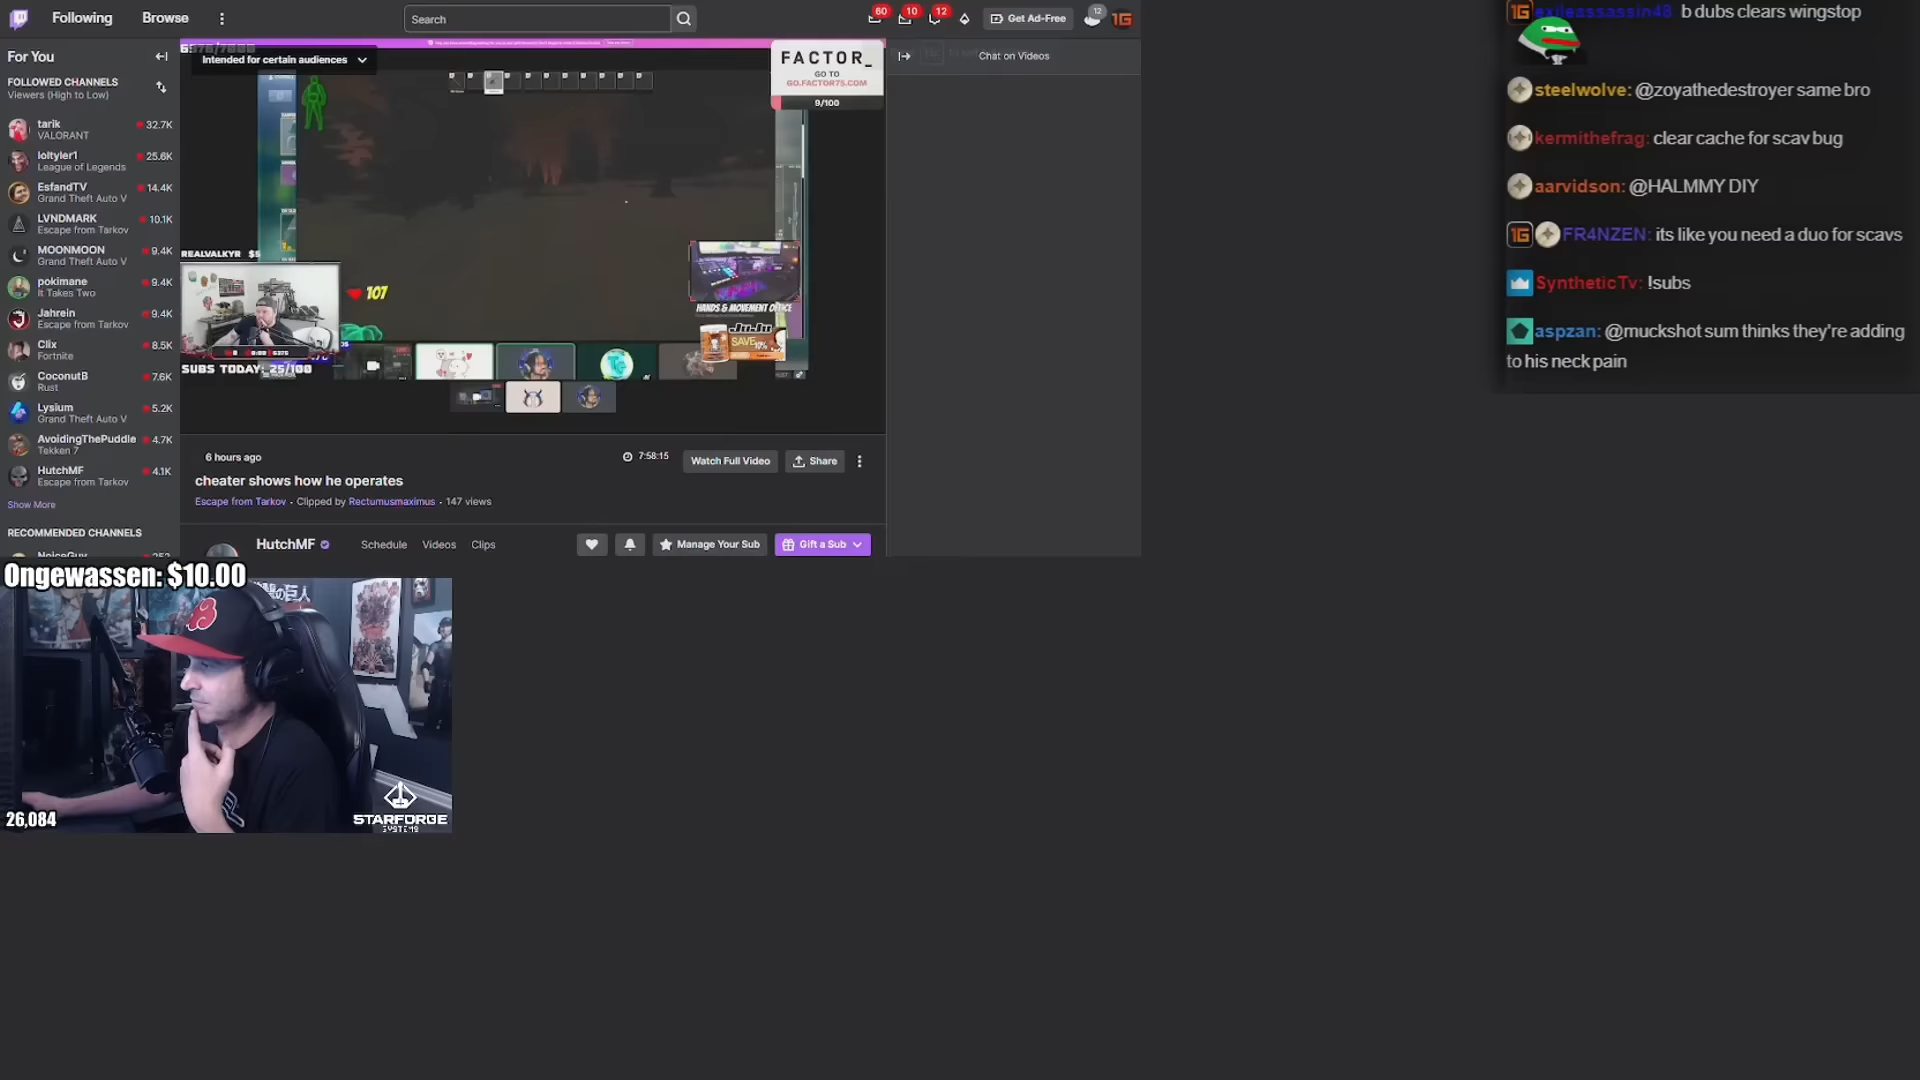 Following
Browse
Search
60
10
12
Get Ad-Free
12
For You
FOLLOWED CHANNELS
Viewers (High to Low)
tarik
VALORANT
32.7K
loltyler1
League of Legends
25.6K
EsfandTV
Grand Theft Auto V
14.4K
LVNDMARK
Escape from Tarkov
10.1K
MOONMOON
Grand Theft Auto V
9.4K
pokimane
It Takes Two
9.4K
Jahrein
Escape from Tarkov
9.4K
Clix
Fortnite
8.5K
CoconutB
Rust
7.6K
Lysium
Grand Theft Auto V
5.2K
AvoidingThePuddle
Tekken 7
4.7K
HutchMF
Escape from Tarkov
4.1K
Show More
RECOMMENDED CHANNELS
Intended for certain audiences
FACTOR_
GO TO
GO.FACTOR75.COM
9/100
REALVALKYR $5
107
HANDS & MOVEMENT OFFICE
JuJu
SAVE
10%
SUBS TODAY: 25/100
Chat on Videos
6 hours ago
7:58:15
Watch Full Video
Share
cheater shows how he operates
Escape from Tarkov · Clipped by Rectumusmaximus · 147 views
HutchMF
Schedule
Videos
Clips
Manage Your Sub
Gift a Sub
Ongewassen: $10.00
26,084
STARFORGE
SYSTEMS
exileassassin48 b dubs clears wingstop
steelwolve: @zoyathedestroyer same bro
kermithefrag: clear cache for scav bug
aarvidson: @HALMMY DIY
FR4NZEN: its like you need a duo for scavs
SyntheticTv: !subs
aspzan: @muckshot sum thinks they're adding
to his neck pain